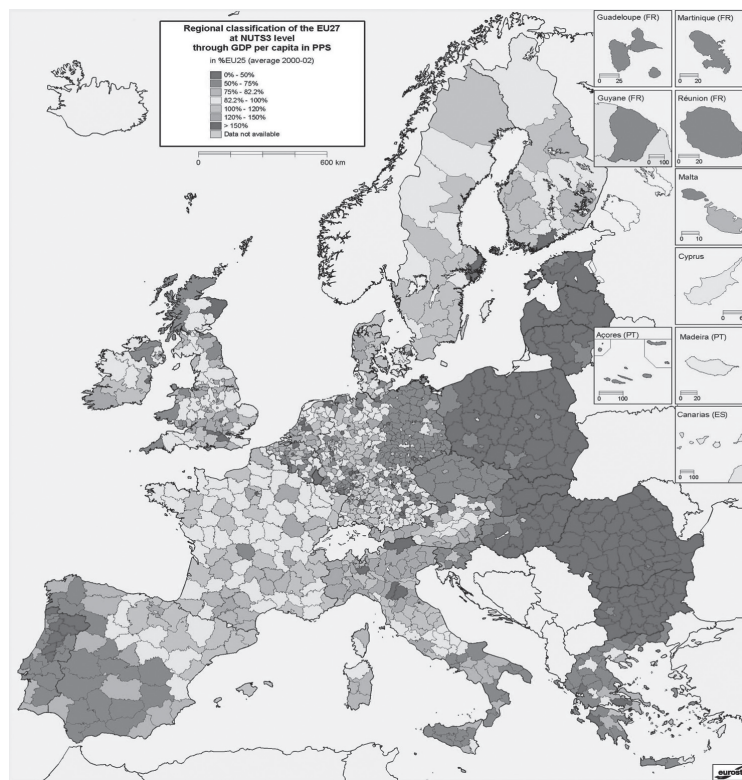 Regional classification of the EU27
at NUTS3 level
through GDP per capita in PPS
in %EU25 (average 2000-02)
0% - 50%
50% - 75%
75% - 82.2%
82.2% - 100%
100% - 120%
120% - 150%
> 150%
Data not available
0 600 km
Guadeloupe (FR)
0 25
Martinique (FR)
0 20
Guyane (FR)
0 100
Réunion (FR)
0 20
Malta
0 10
Cyprus
0
Açores (PT)
0 100
Madeira (PT)
0 20
Canarias (ES)
0 100